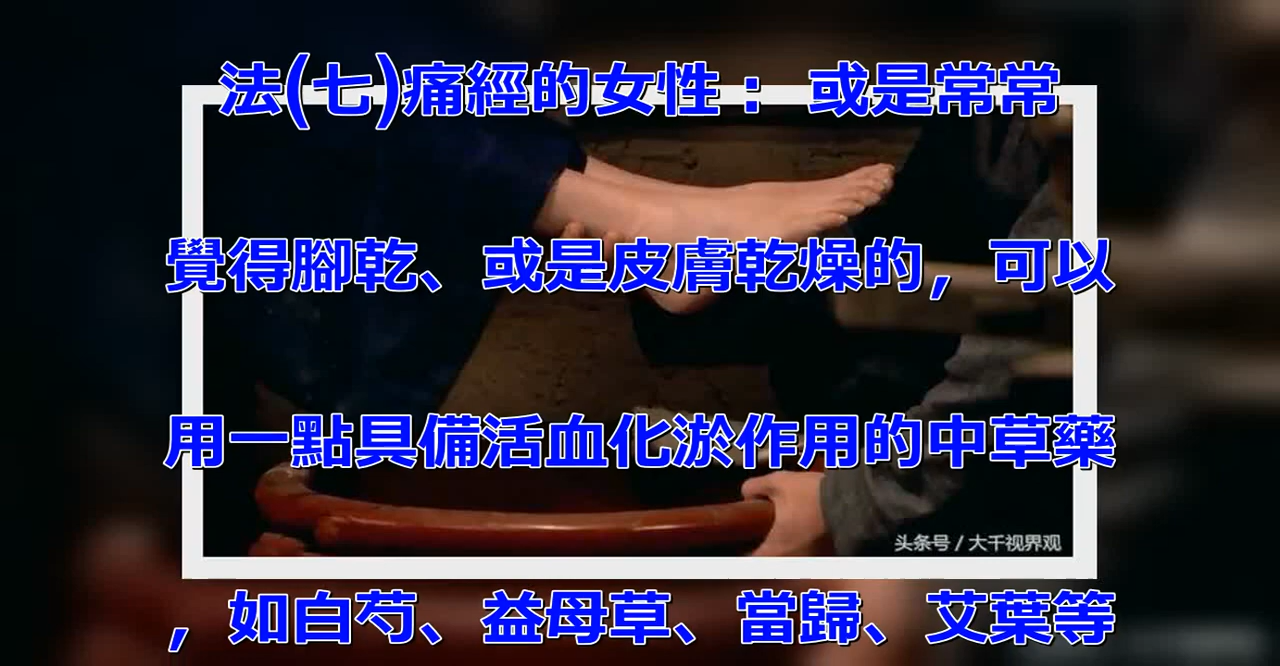 法(七)痛經的女性： 或是常常
覺得腳乾、或是皮膚乾燥的，可以
用一點具備活血化淤作用的中草藥
头条号 / 大千视界观
，如白芍、益母草、當歸、艾葉等